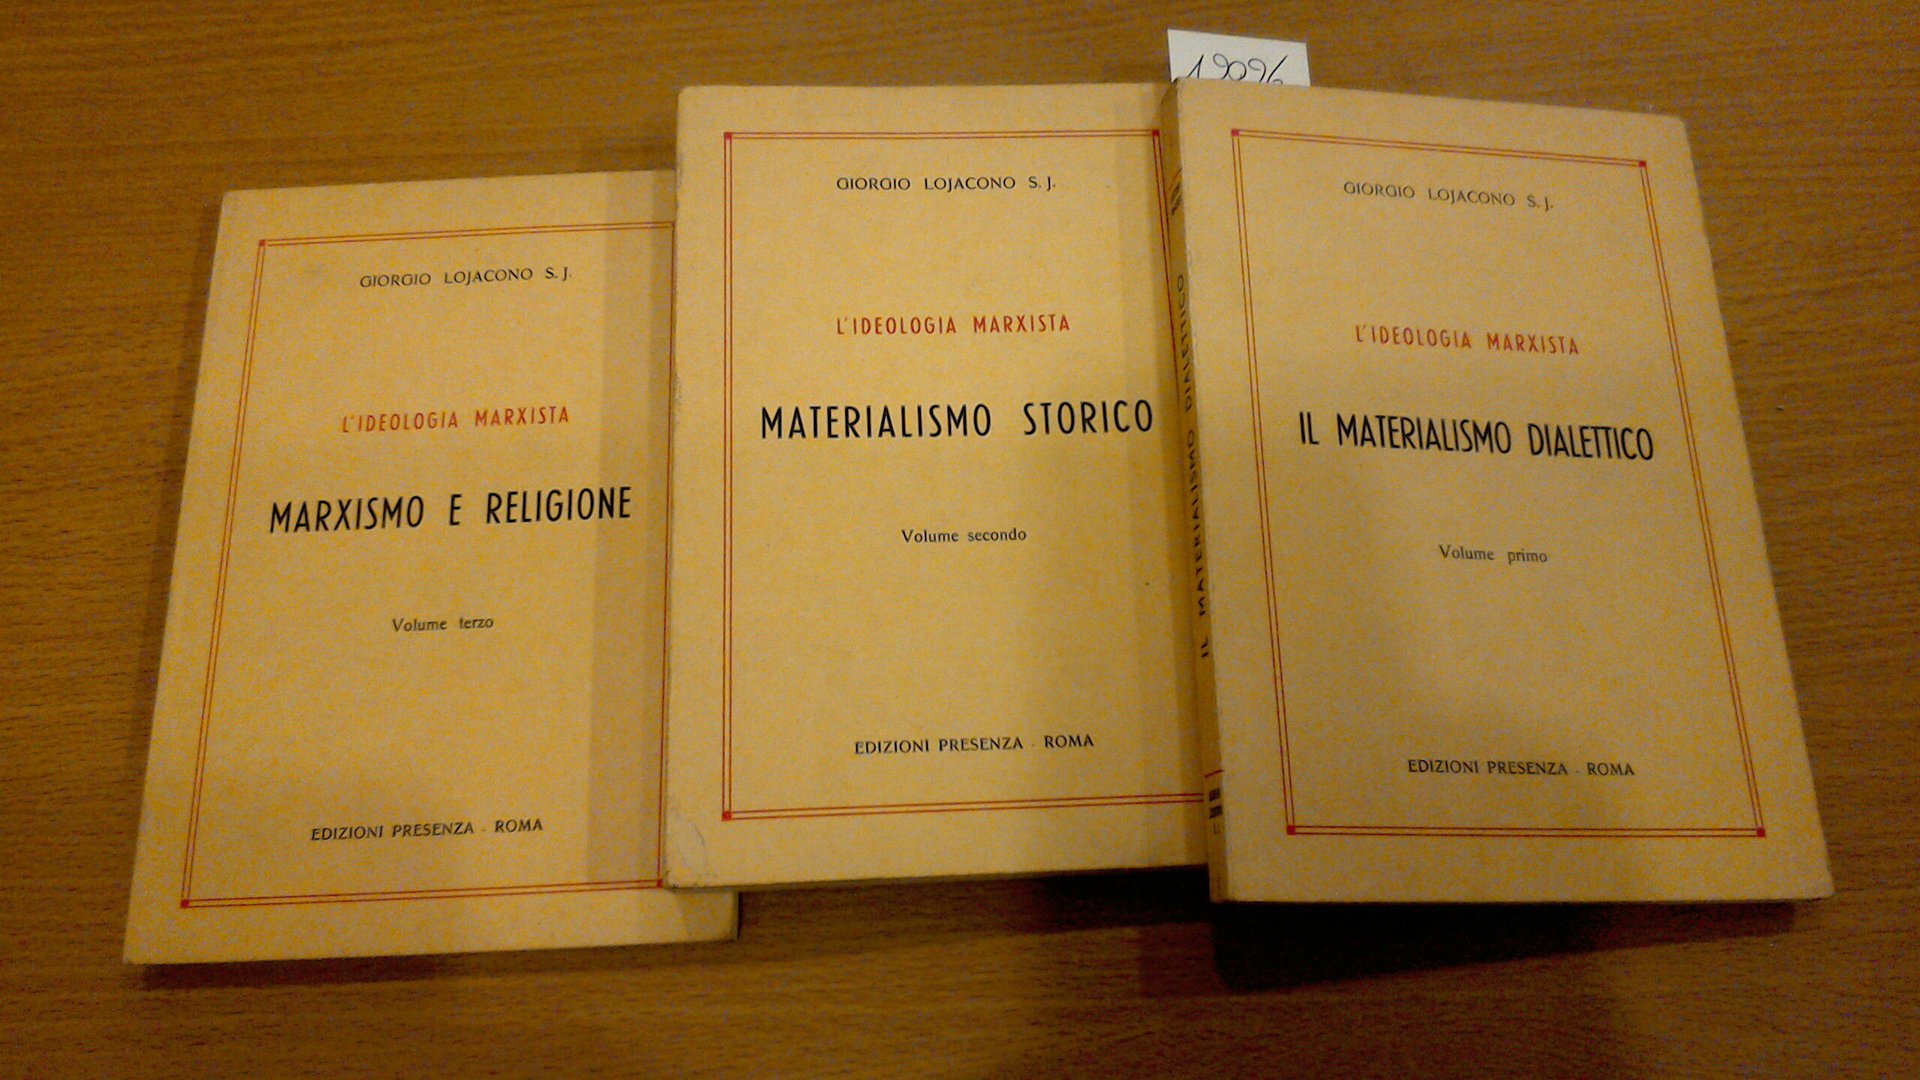 19096
GIORGIO LOJACONO S. J.
L'IDEOLOGIA MARXISTA
MARXISMO E RELIGIONE
Volume terzo
EDIZIONI PRESENZA - ROMA
GIORGIO LOJACONO S. J.
L'IDEOLOGIA MARXISTA
MATERIALISMO STORICO
Volume secondo
EDIZIONI PRESENZA - ROMA
IL MATERIALISMO DIALETTICO
GIORGIO LOJACONO S. J.
L'IDEOLOGIA MARXISTA
IL MATERIALISMO DIALETTICO
Volume primo
EDIZIONI PRESENZA - ROMA